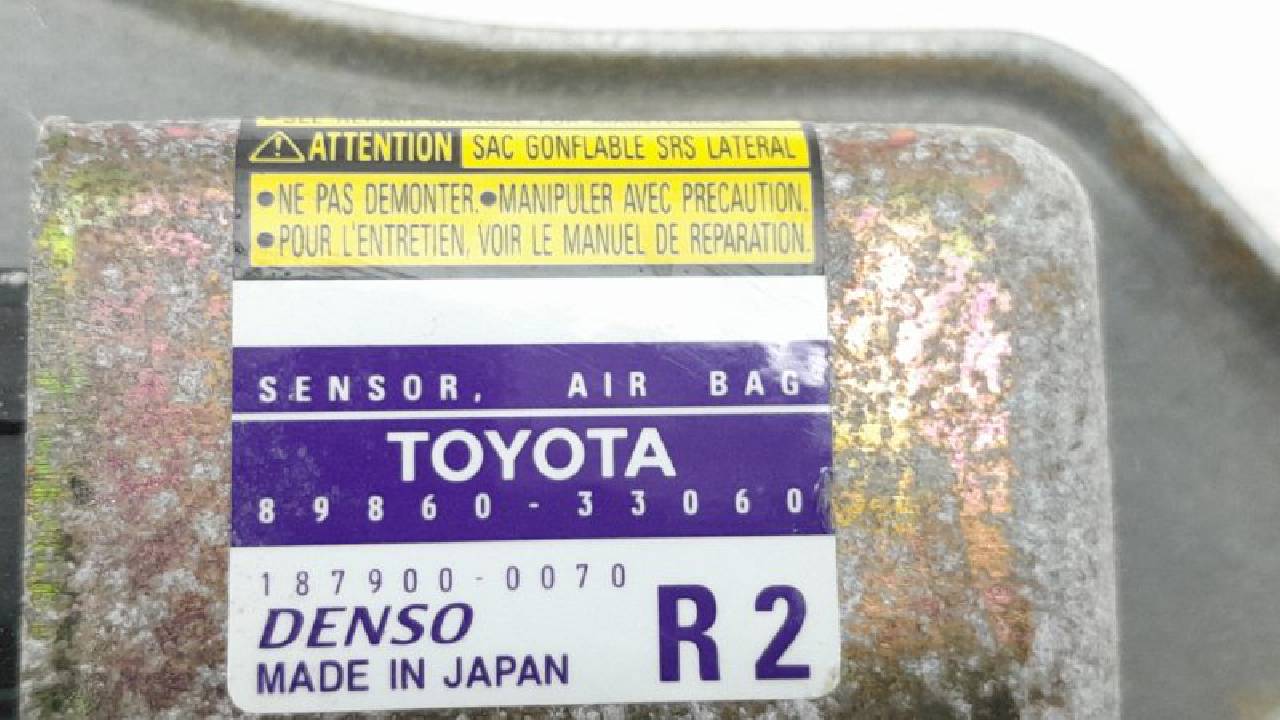 ATTENTION SAC GONFLABLE SRS LATERAL
•NE PAS DEMONTER.•MANIPULER AVEC PRECAUTION.
•POUR L'ENTRETIEN, VOIR LE MANUEL DE REPARATION.
SENSOR, AIR BAG
TOYOTA
89860-33060
187900-0070
DENSO
MADE IN JAPAN
R2